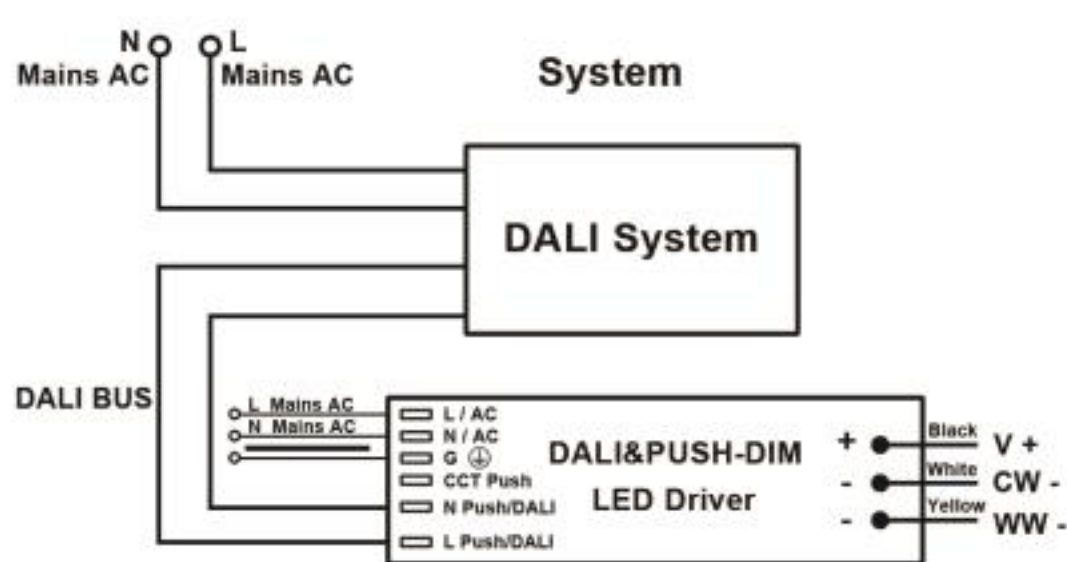 N
L
Mains AC
Mains AC
System
DALI System
DALI BUS
L Mains AC
N Mains AC
L / AC
N / AC
G
CCT Push
N Push/DALI
L Push/DALI
DALI&PUSH-DIM
LED Driver
+
-
-
Black
White
Yellow
V +
CW -
WW -